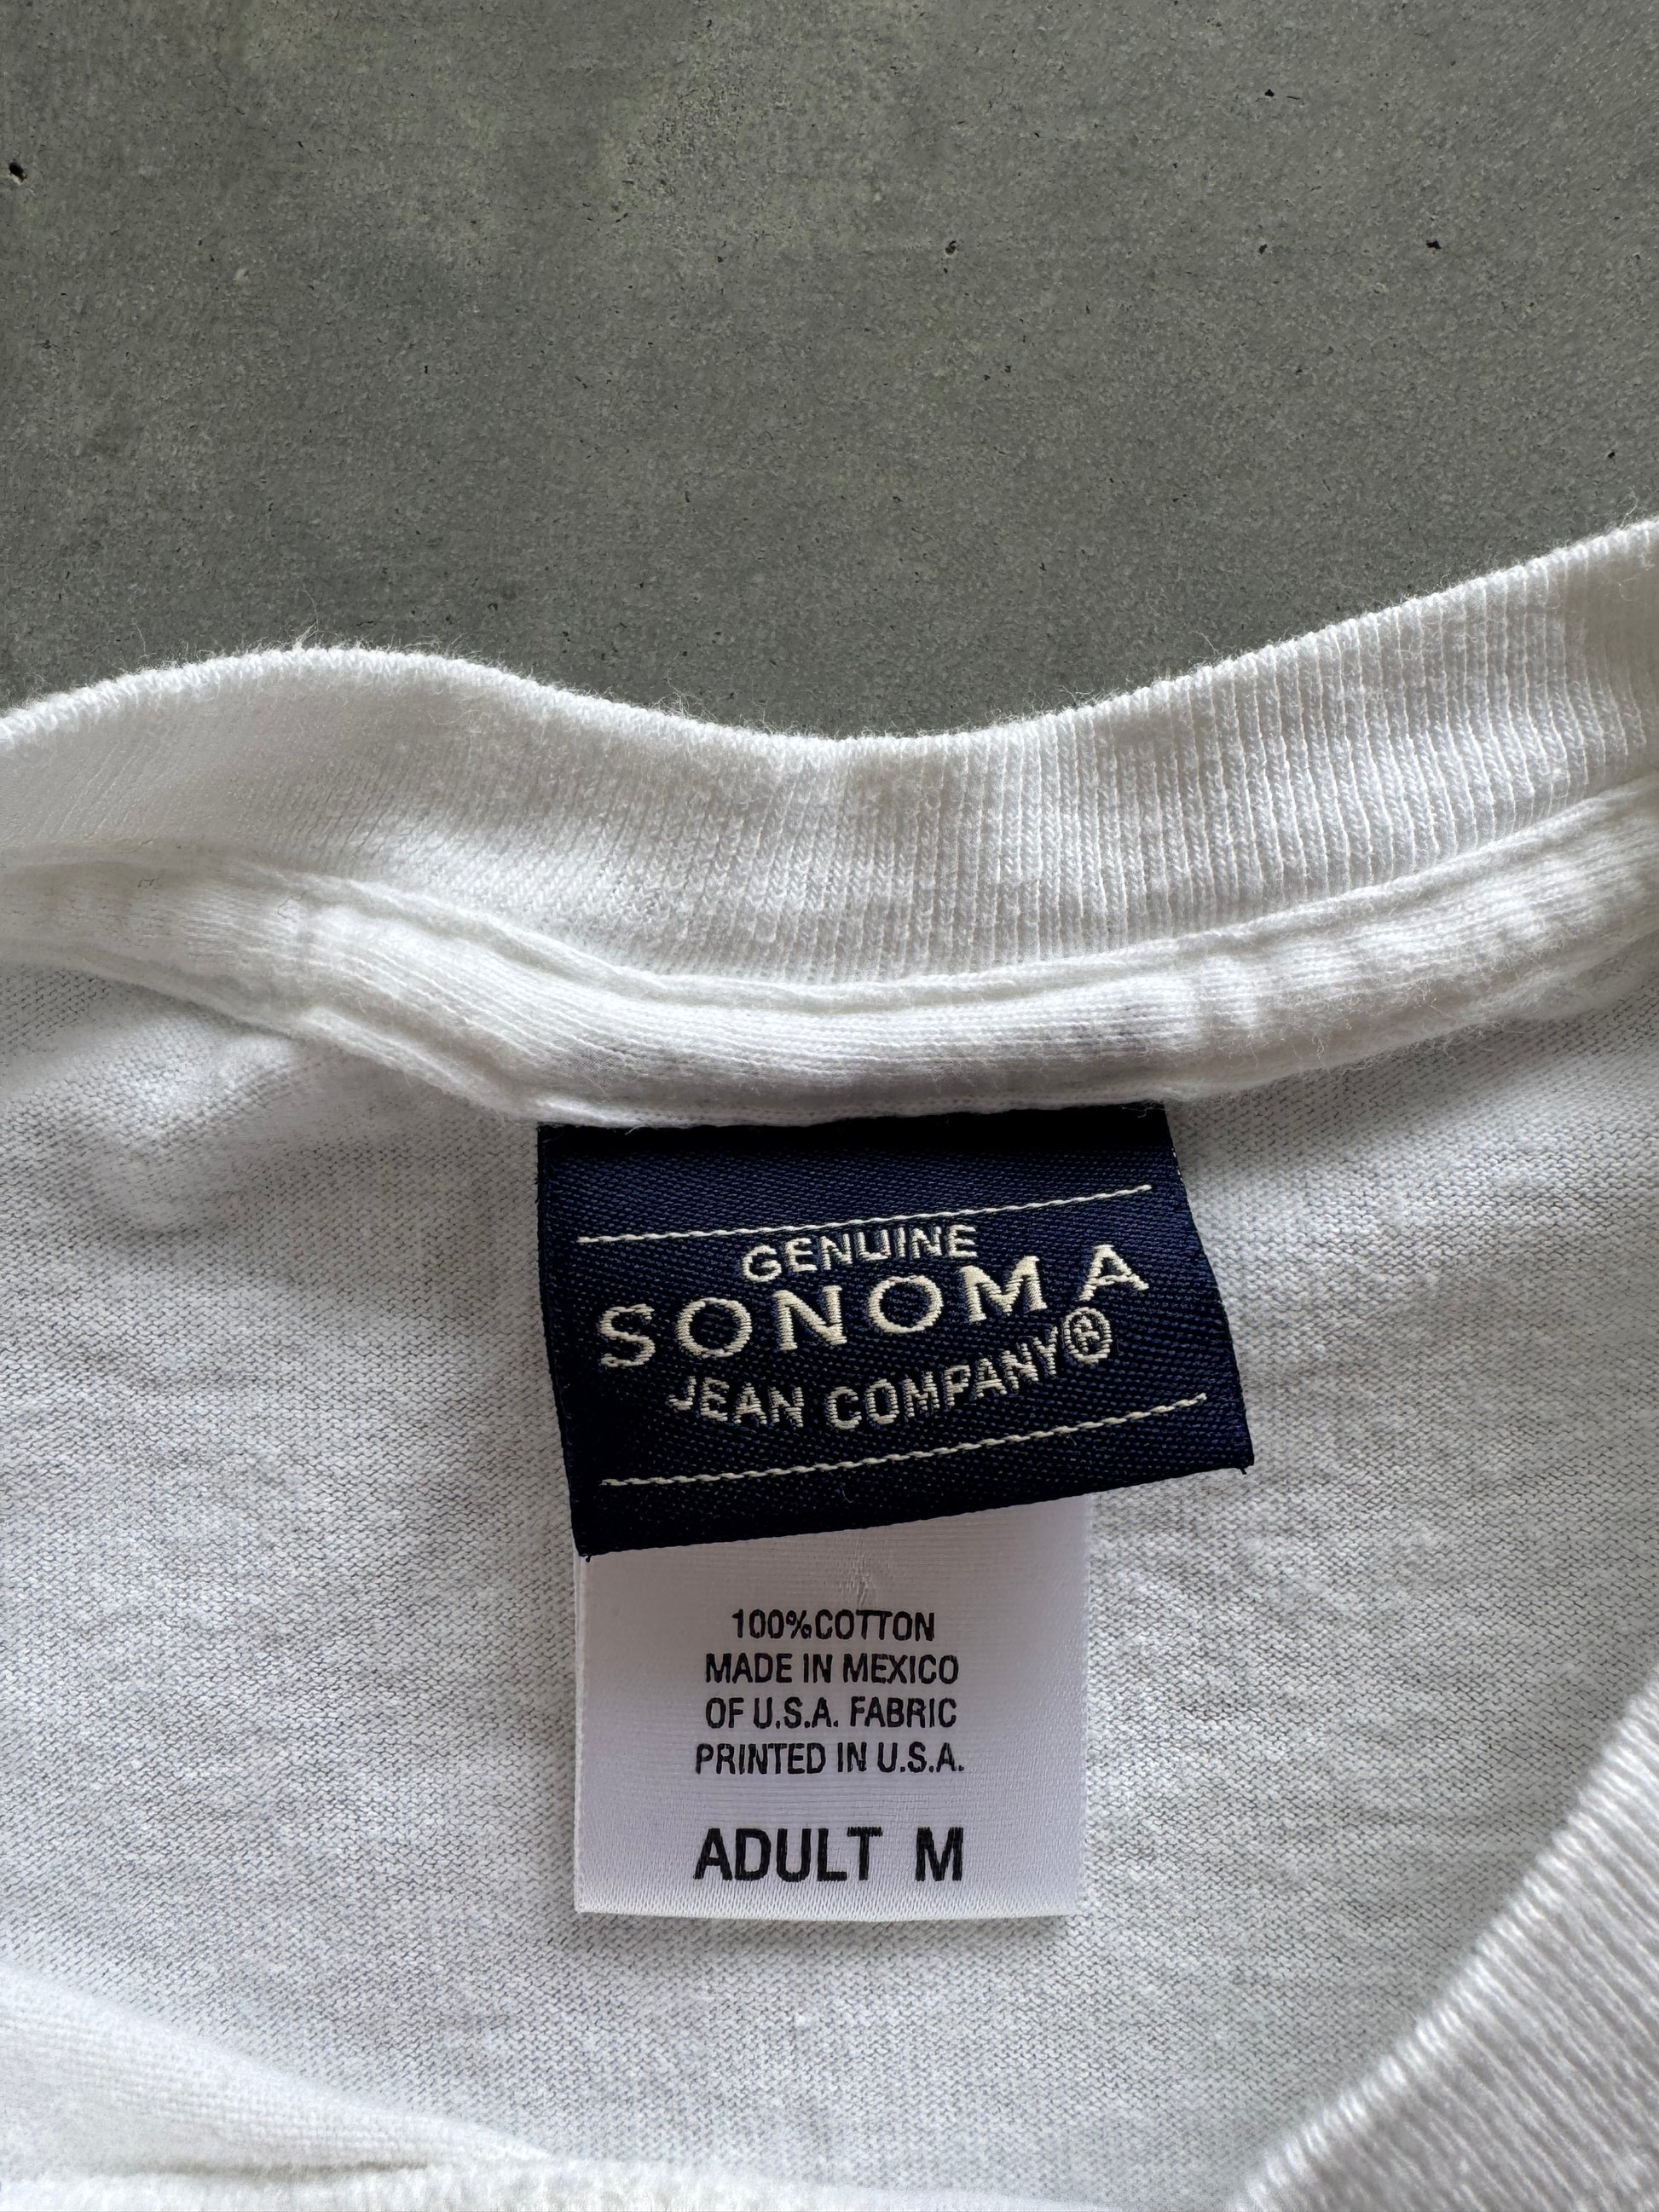 GENUINE
SONOMA
JEAN COMPANY®
100%COTTON
MADE IN MEXICO
OF U.S.A. FABRIC
PRINTED IN U.S.A.
ADULT M